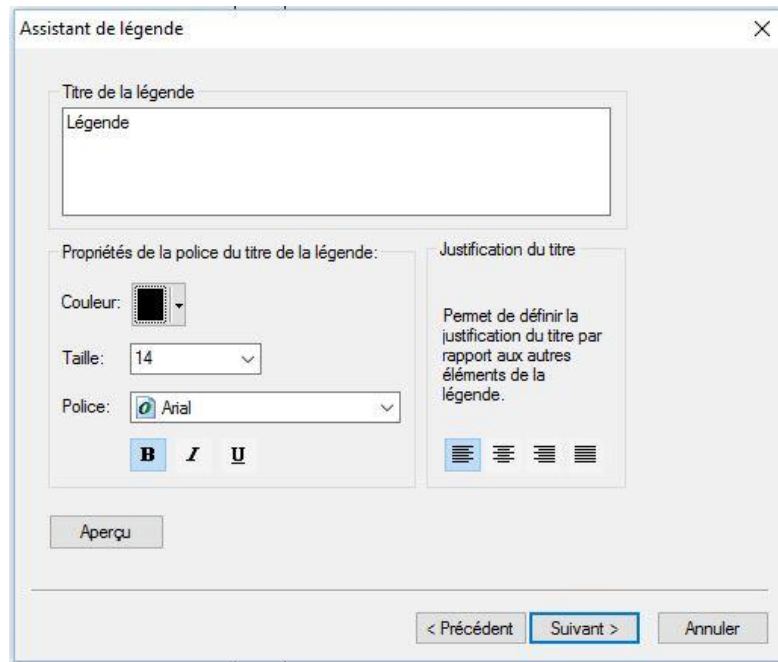 Assistant de légende
Titre de la légende
Légende
Propriétés de la police du titre de la légende:
Couleur:
Taille: 14
Police: Arial
B I U
Justification du titre
Permet de définir la
justification du titre par
rapport aux autres
éléments de la
légende.
Aperçu
< Précédent Suivant > Annuler